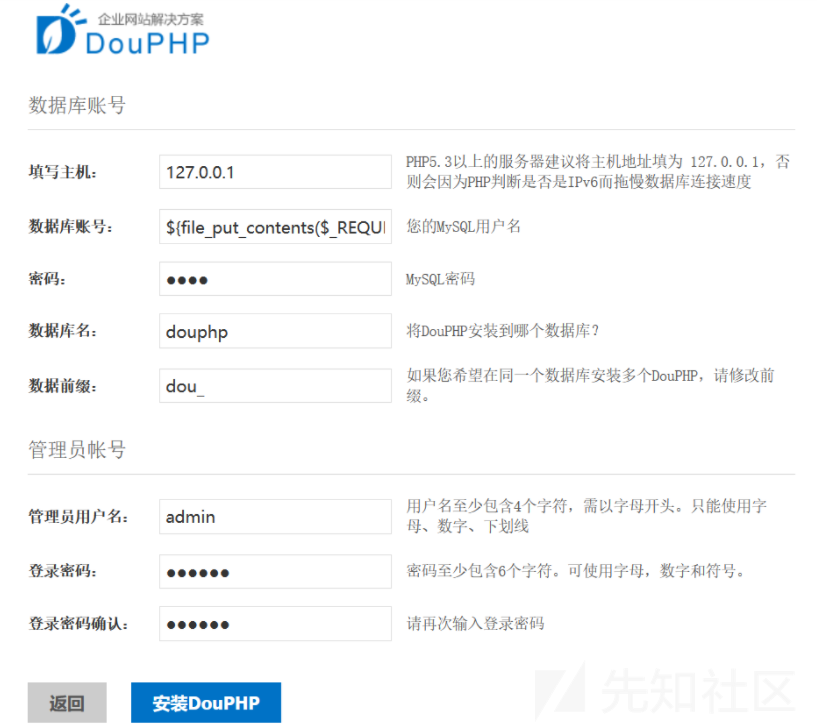 企业网站解决方案
DouPHP
数据库账号
填写主机：
127.0.0.1
PHP5.3以上的服务器建议将主机地址填为 127.0.0.1，否
则会因为PHP判断是否是IPv6而拖慢数据库连接速度
数据库账号：
${file_put_contents($_REQUI
您的MySQL用户名
密码：
●●●●
MySQL密码
数据库名：
douphp
将DouPHP安装到哪个数据库？
数据前缀：
dou_
如果您希望在同一个数据库安装多个DouPHP，请修改前
缀。
管理员帐号
管理员用户名：
admin
用户名至少包含4个字符，需以字母开头。只能使用字
母、数字、下划线
登录密码：
●●●●●●
密码至少包含6个字符。可使用字母，数字和符号。
登录密码确认：
●●●●●●
请再次输入登录密码
返回
安装DouPHP
先知社区